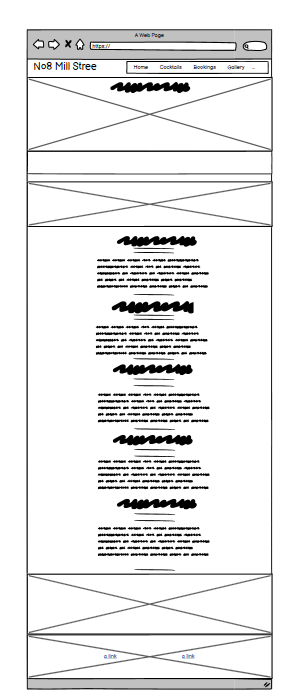 A Web Page
https://
No8 Mill Stree
Home Cocktails Bookings Gallery ...
a link a link